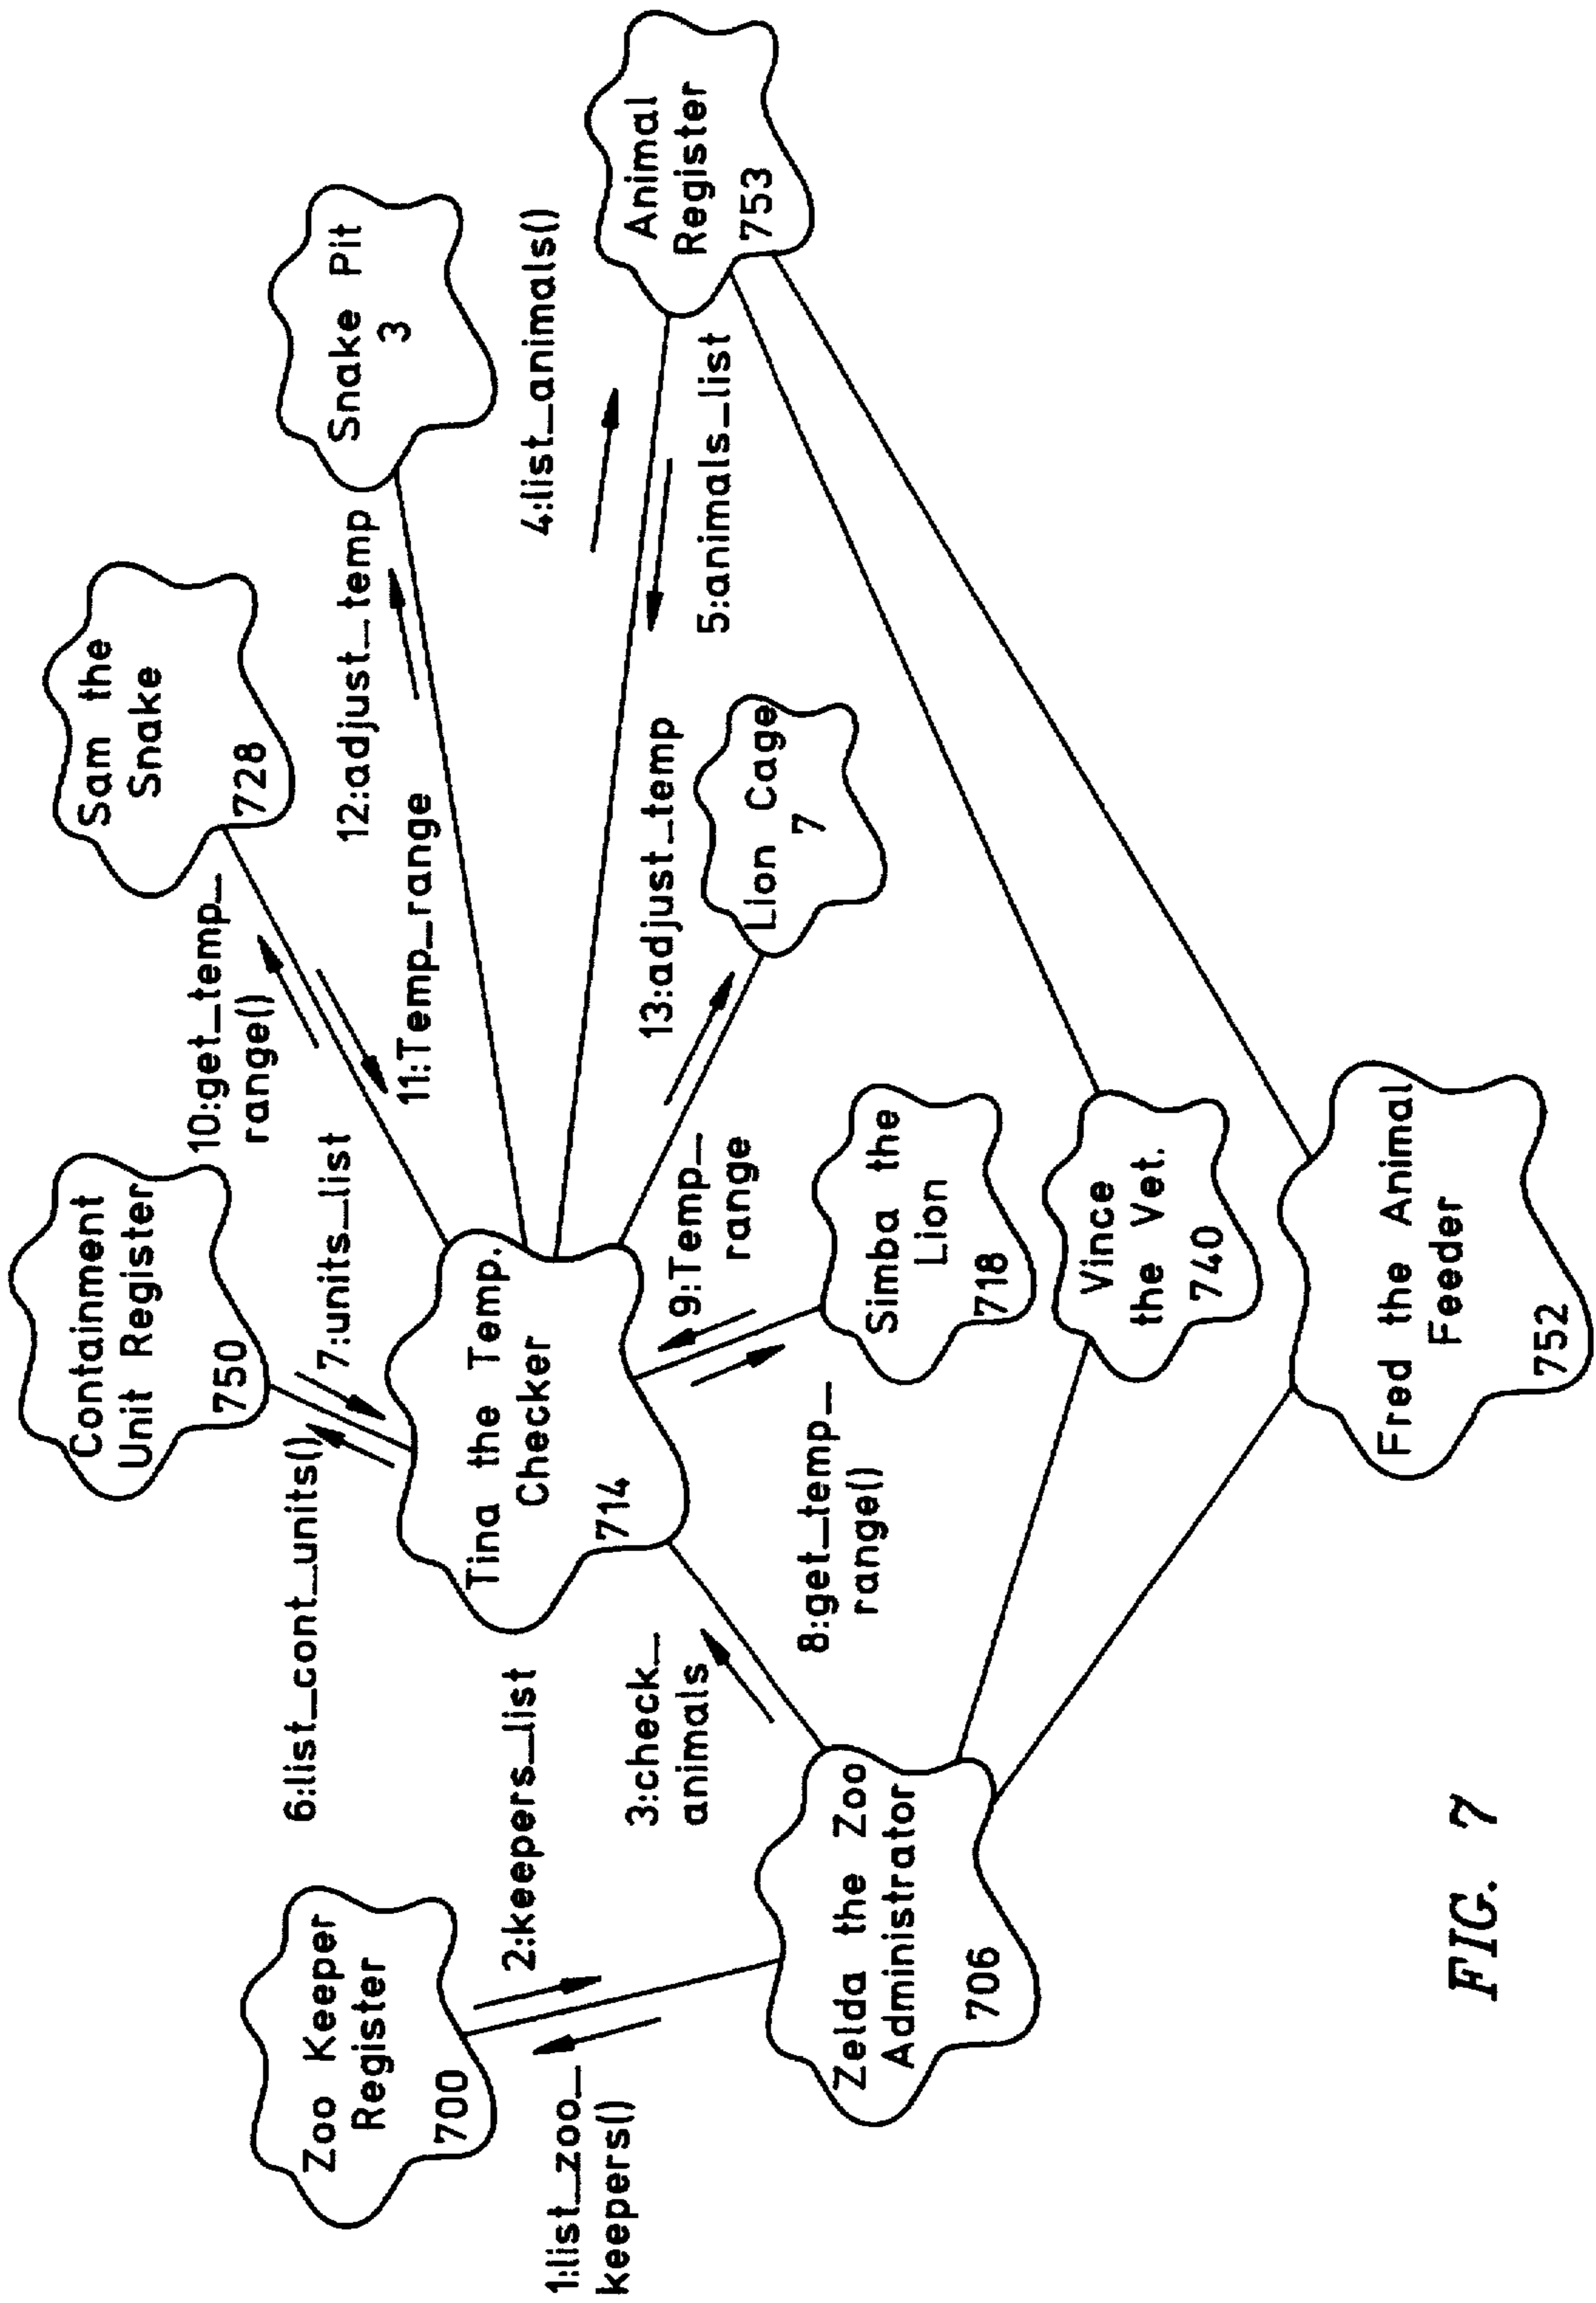 Zoo Keeper
Register
700
1:list_zoo_
keepers()
2:keepers_list
Zelda the Zoo
Administrator
706
3:check_
animals
6:list_cont_units()
Containment
Unit Register
750
7:units_list
Tina the Temp.
Checker
714
8:get_temp_
range()
9:Temp_
range
Simba the
Lion
718
Vince
the Vet.
740
Fred the Animal
Feeder
752
10:get_temp_
range()
11:Temp_range
Sam the
Snake
728
12:adjust_temp
Snake Pit
3
13:adjust_temp
Lion Cage
7
4:list_animals()
5:animals_list
Animal
Register
753
FIG. 7